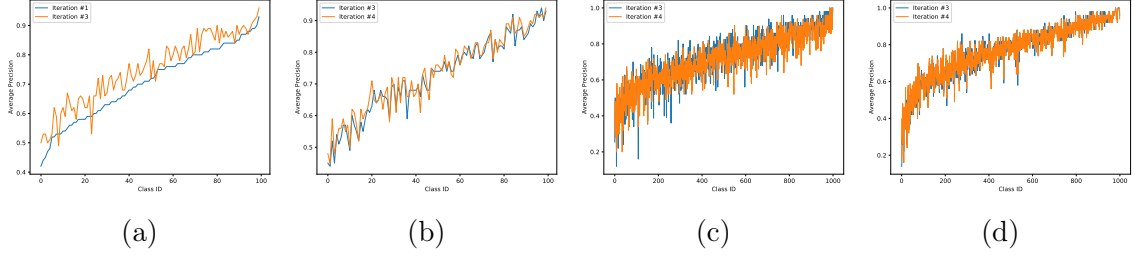 Iteration #1
Iteration #3
Average Precision
0.9
0.8
0.7
0.6
0.5
0.4
0
20
40
60
80
100
Class ID
(a)
Iteration #3
Iteration #4
Average Precision
0.9
0.8
0.7
0.6
0.5
0
20
40
60
80
100
Class ID
(b)
Iteration #3
Iteration #4
Average Precision
1.0
0.8
0.6
0.4
0.2
0
200
400
600
800
1000
Class ID
(c)
Iteration #3
Iteration #4
Average Precision
1.0
0.8
0.6
0.4
0.2
0
200
400
600
800
1000
Class ID
(d)